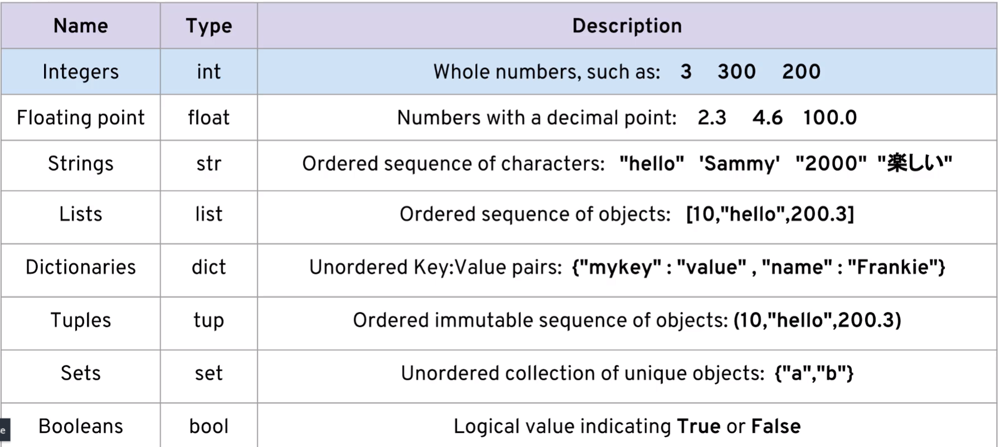 Name Type Description
Integers int Whole numbers, such as: 3 300 200
Floating point float Numbers with a decimal point: 2.3 4.6 100.0
Strings str Ordered sequence of characters: "hello" 'Sammy' "2000" "楽しい"
Lists list Ordered sequence of objects: [10,"hello",200.3]
Dictionaries dict Unordered Key:Value pairs: {"mykey" : "value" , "name" : "Frankie"}
Tuples tup Ordered immutable sequence of objects: (10,"hello",200.3)
Sets set Unordered collection of unique objects: {"a","b"}
Booleans bool Logical value indicating True or False